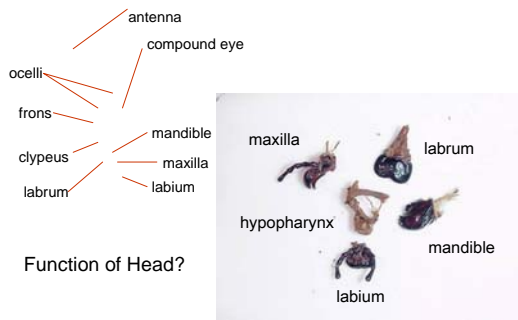 antenna
compound eye
ocelli
frons
mandible
clypeus
maxilla
labrum
labium
Function of Head?
maxilla
labrum
hypopharynx
mandible
labium